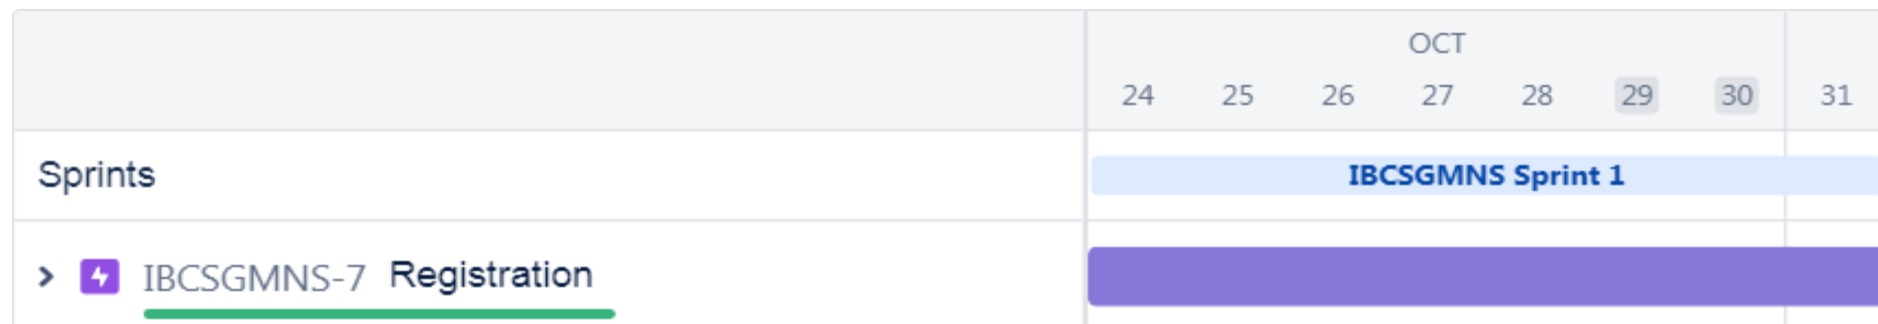 OCT
24 25 26 27 28 29 30 31
Sprints IBCSGMNS Sprint 1
IBCSGMNS-7 Registration